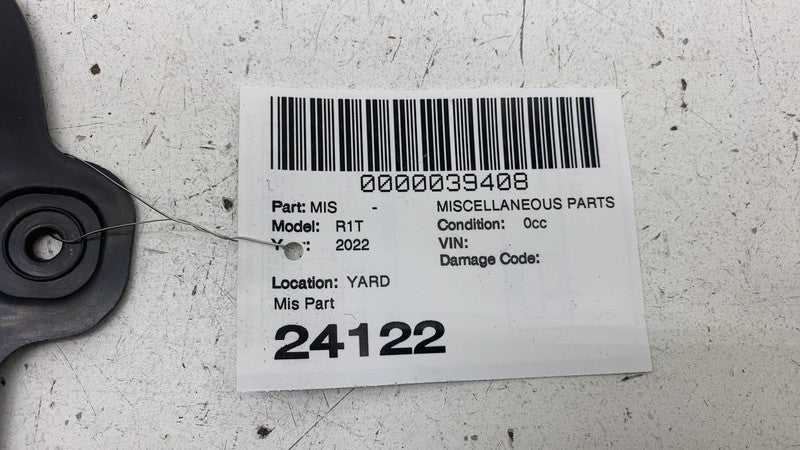 0000039408
Part: MIS - MISCELLANEOUS PARTS
Model: R1T Condition: 0cc
2022 VIN:
Damage Code:
Location: YARD
Mis Part
24122